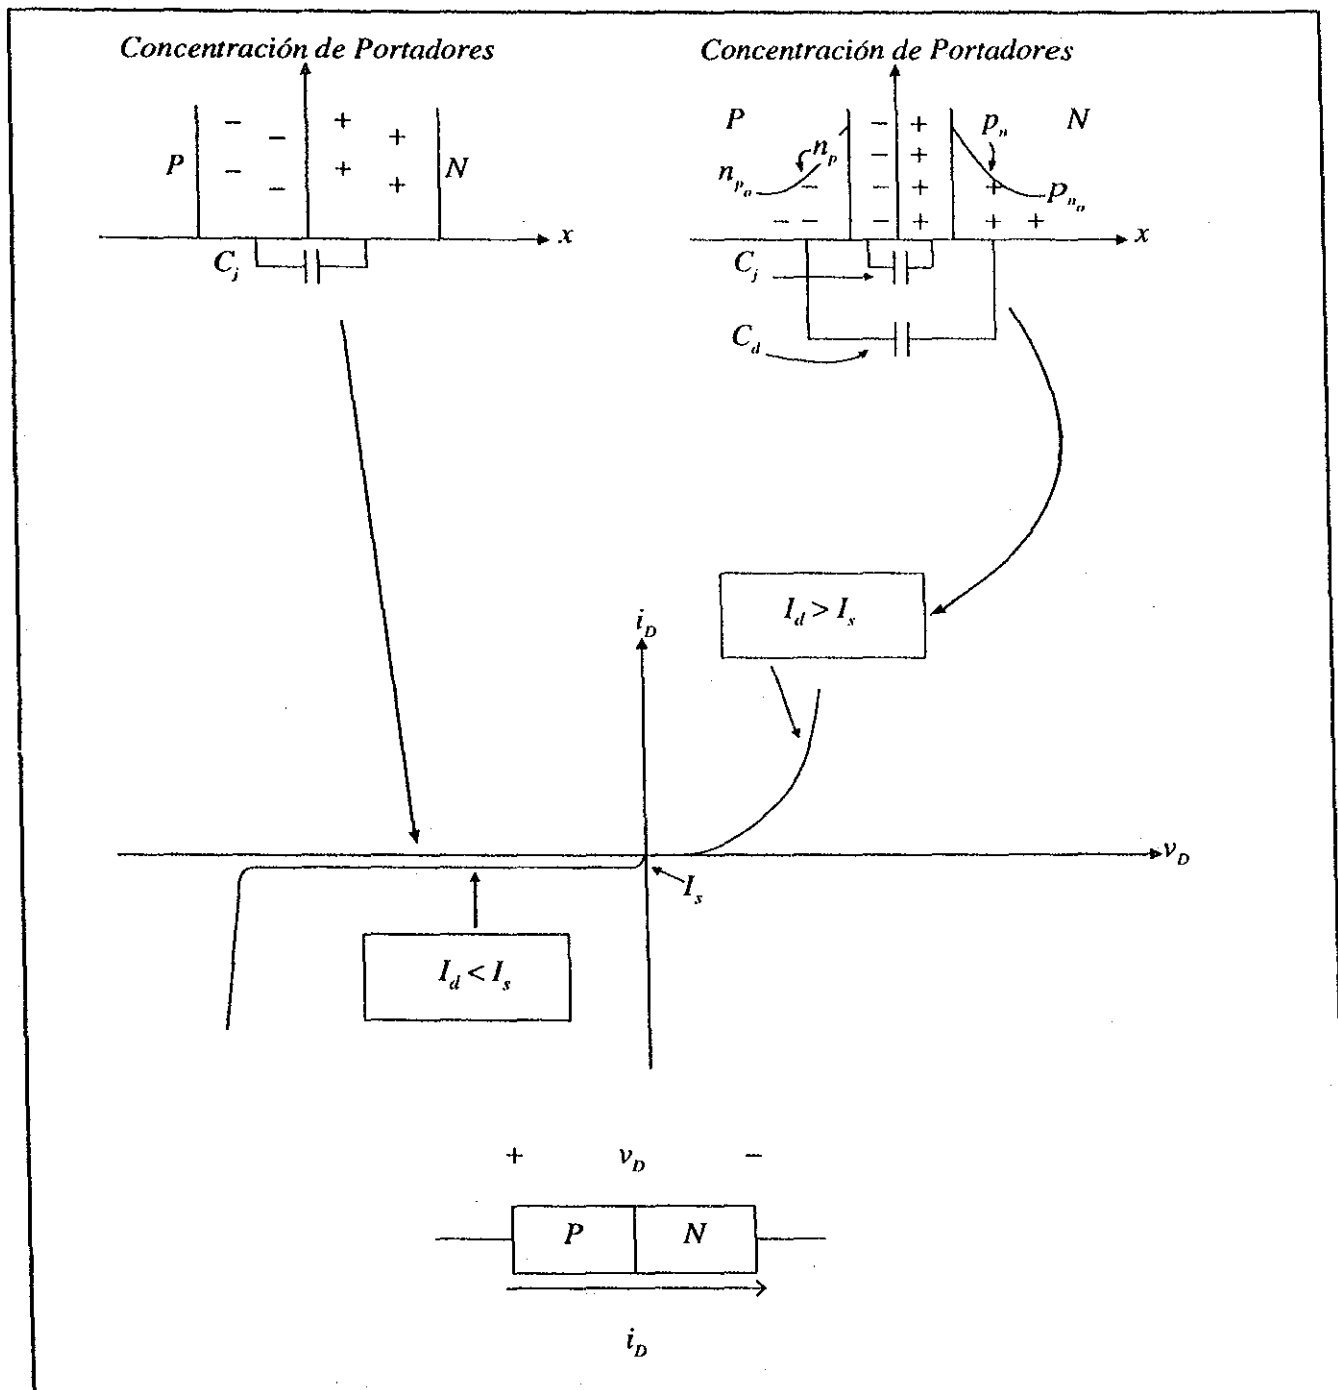 Concentración de Portadores
P
N
x
C_j
Concentración de Portadores
P
N
n_p
p_n
n_{p_o}
p_{n_o}
x
C_j
C_d
I_d > I_s
i_D
v_D
I_s
I_d < I_s
+ v_D −
P N
i_D